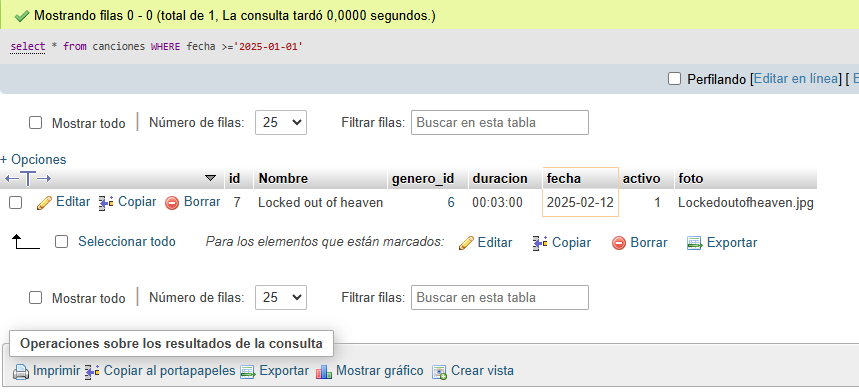 Mostrando filas 0 - 0 (total de 1, La consulta tardó 0,0000 segundos.)
select * from canciones WHERE fecha >='2025-01-01'
Perfilando [Editar en línea] [ E
Mostrar todo | Número de filas: 25 Filtrar filas: Buscar en esta tabla
+ Opciones
←T→ id Nombre genero_id duracion fecha activo foto
Editar Copiar Borrar 7 Locked out of heaven 6 00:03:00 2025-02-12 1 Lockedoutofheaven.jpg
Seleccionar todo Para los elementos que están marcados: Editar Copiar Borrar Exportar
Mostrar todo | Número de filas: 25 Filtrar filas: Buscar en esta tabla
Operaciones sobre los resultados de la consulta
Imprimir Copiar al portapapeles Exportar Mostrar gráfico Crear vista